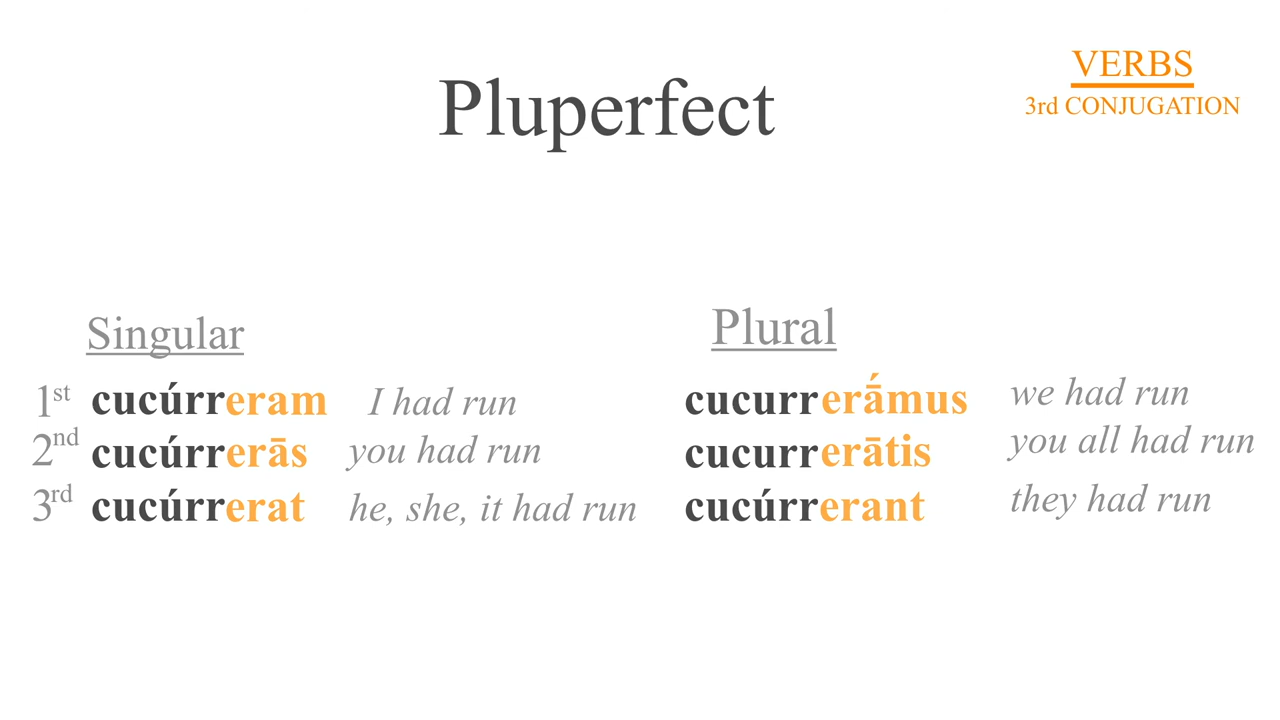 Pluperfect
VERBS
3rd CONJUGATION
Singular
1st cucúrreram I had run
2nd cucúrrerās you had run
3rd cucúrrerat he, she, it had run
Plural
cucurrerā́mus we had run
cucurrerātis you all had run
cucúrrerant they had run